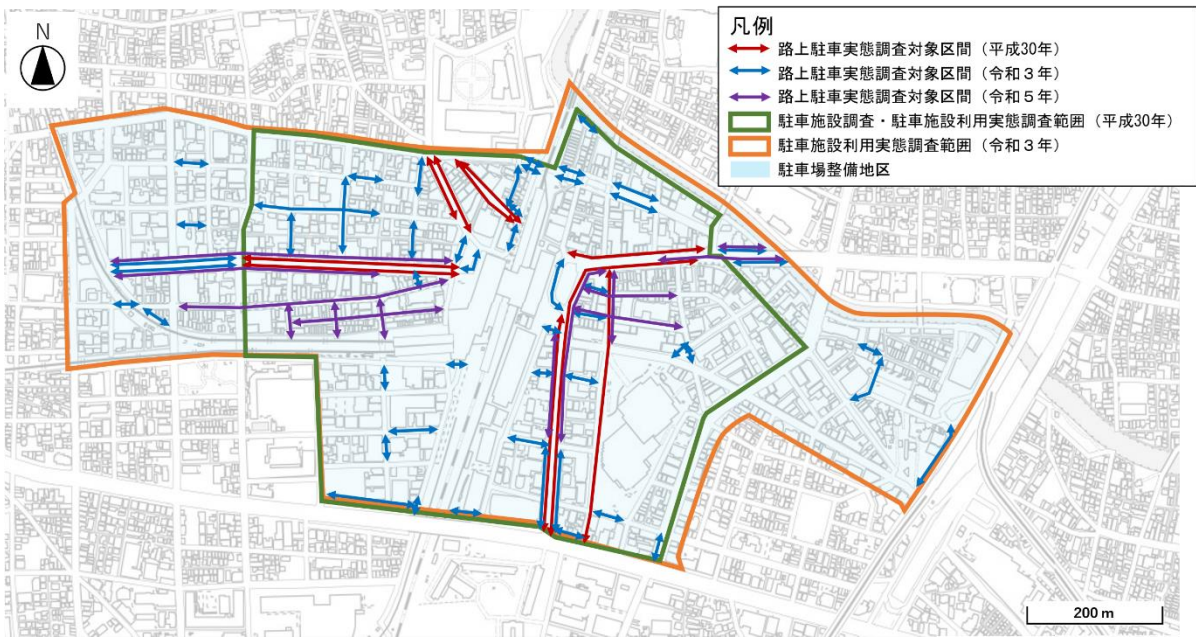 N
凡例
路上駐車実態調査対象区間（平成30年）
路上駐車実態調査対象区間（令和３年）
路上駐車実態調査対象区間（令和５年）
駐車施設調査・駐車施設利用実態調査範囲（平成30年）
駐車施設利用実態調査範囲（令和３年）
駐車場整備地区
200ｍ